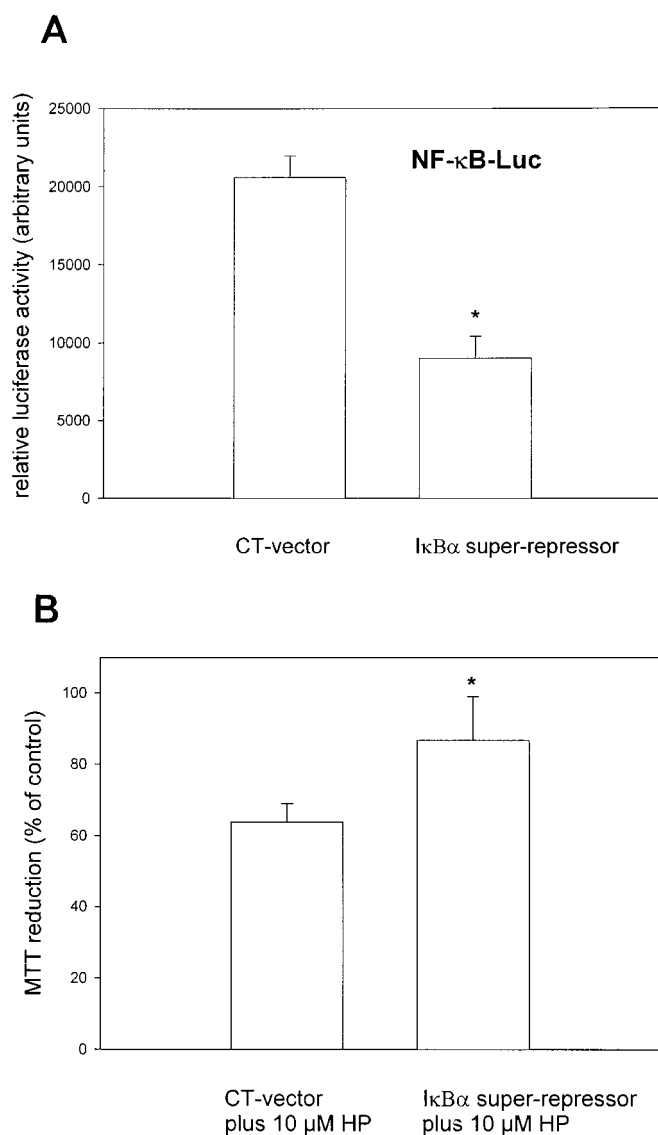 A
relative luciferase activity (arbitrary units)
25000
20000
15000
10000
5000
0
NF-κB-Luc
*
CT-vector
IκBα super-repressor
B
MTT reduction (% of control)
100
80
60
40
20
0
*
CT-vector
plus 10 µM HP
IκBα super-repressor
plus 10 µM HP